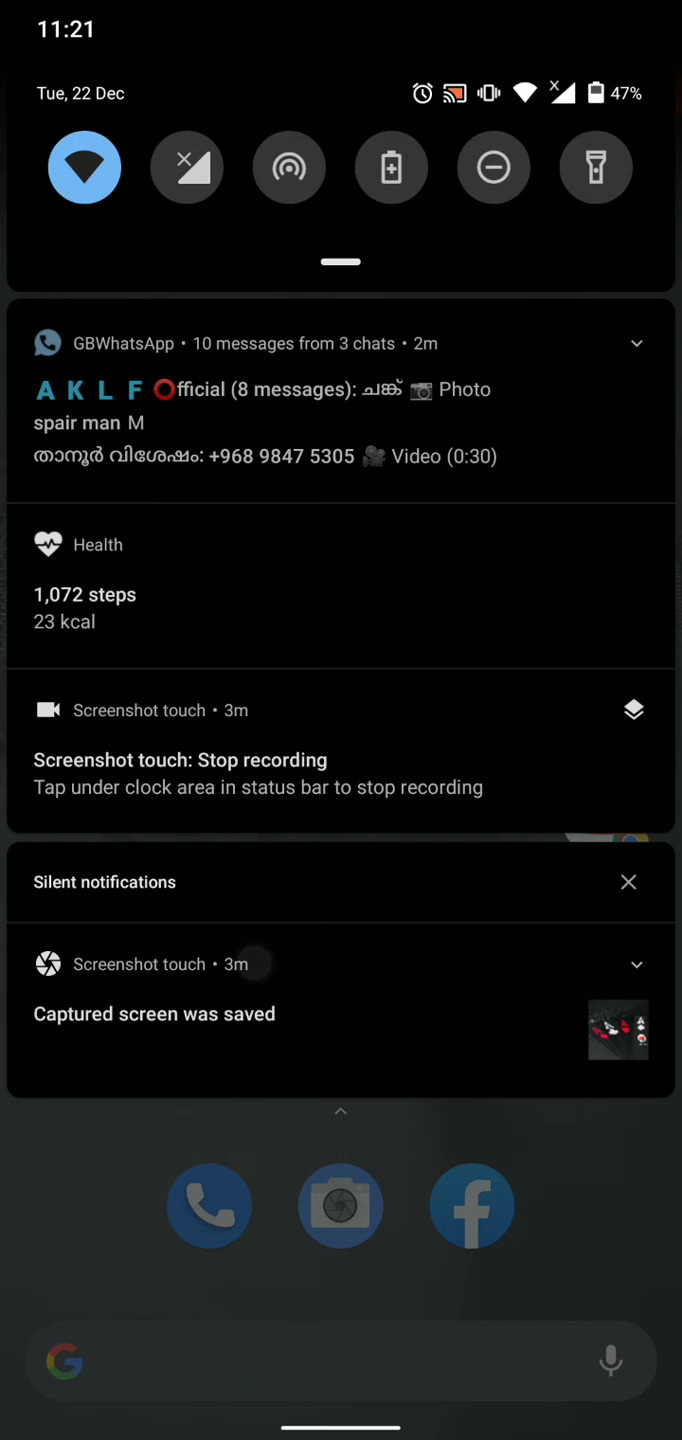 11:21
Tue, 22 Dec
47%
GBWhatsApp • 10 messages from 3 chats • 2m
A K L F ⭕fficial (8 messages): ചങ്ക് 📷 Photo
spair man M
താനൂർ വിശേഷം: +968 9847 5305 🎥 Video (0:30)
Health
1,072 steps
23 kcal
Screenshot touch • 3m
Screenshot touch: Stop recording
Tap under clock area in status bar to stop recording
Silent notifications
Screenshot touch • 3m
Captured screen was saved